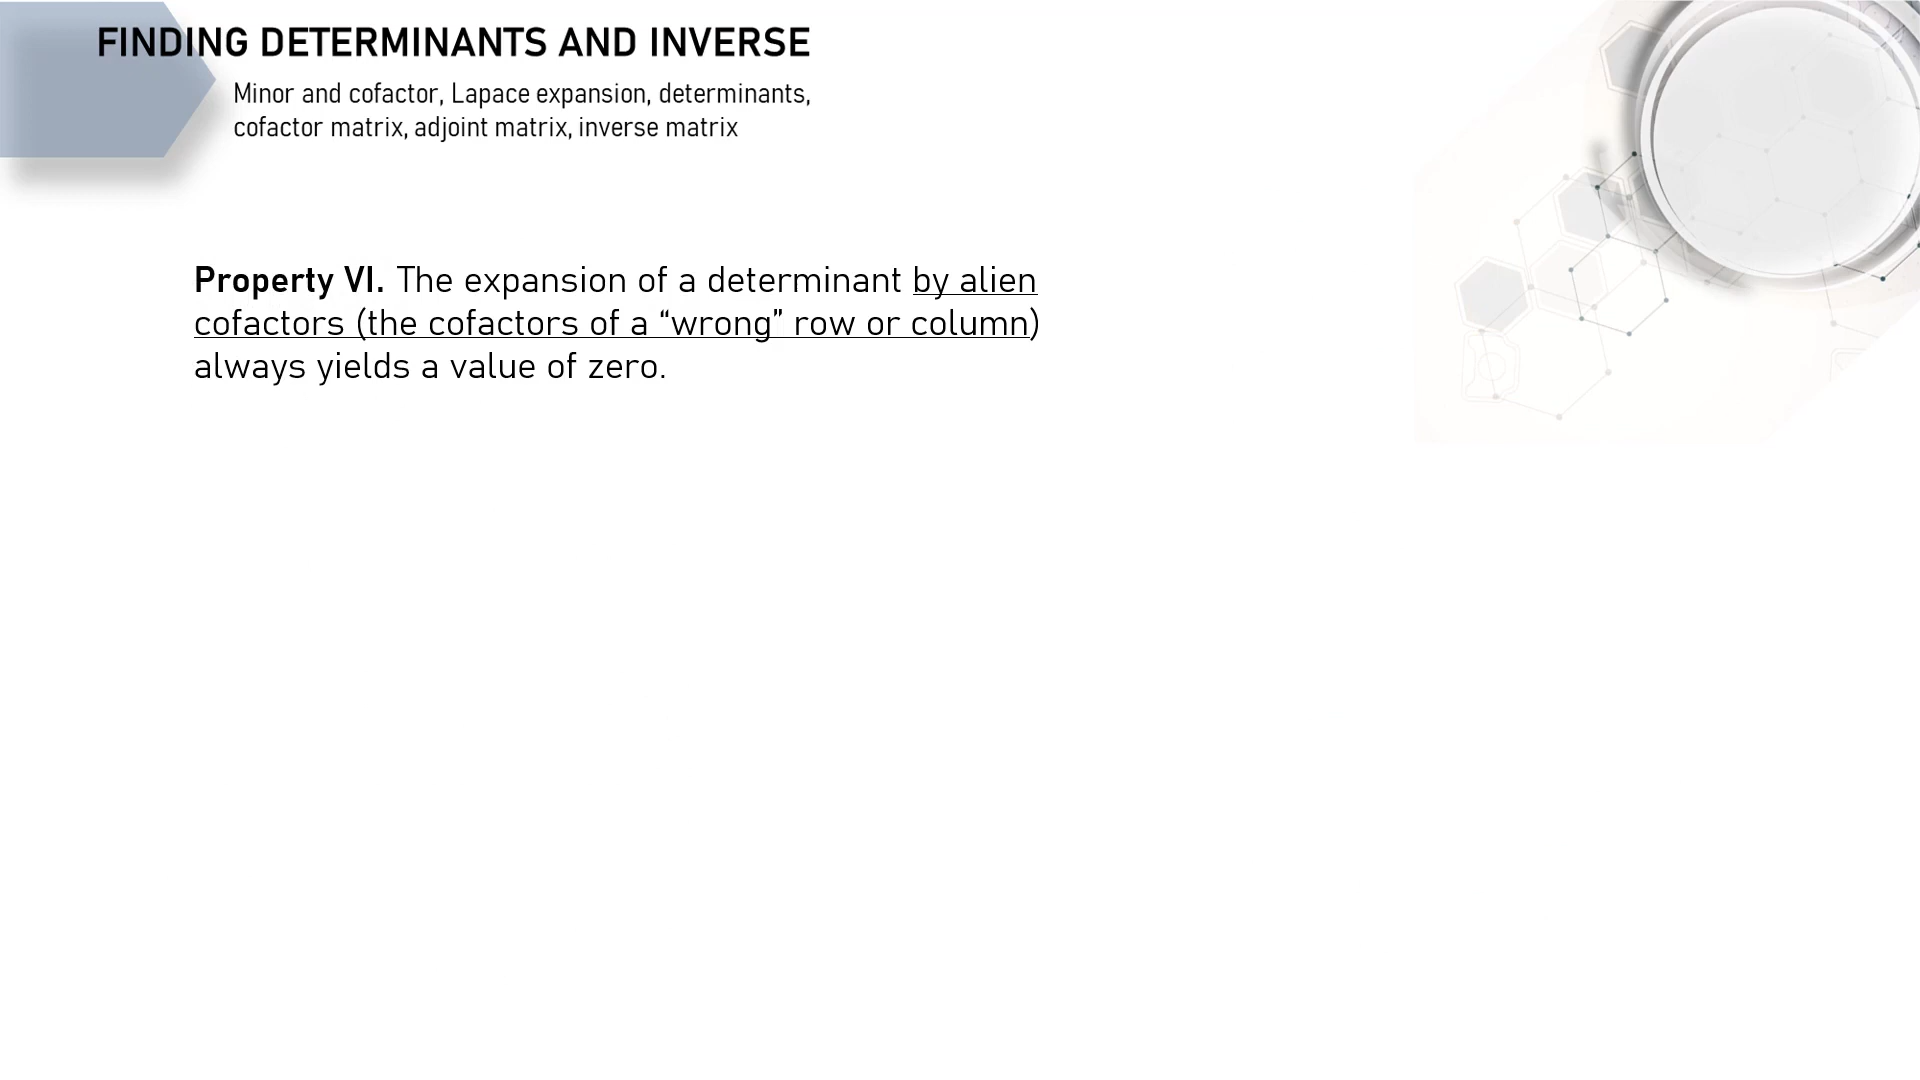 FINDING DETERMINANTS AND INVERSE
Minor and cofactor, Lapace expansion, determinants,
cofactor matrix, adjoint matrix, inverse matrix
Property VI. The expansion of a determinant by alien
cofactors (the cofactors of a “wrong” row or column)
always yields a value of zero.